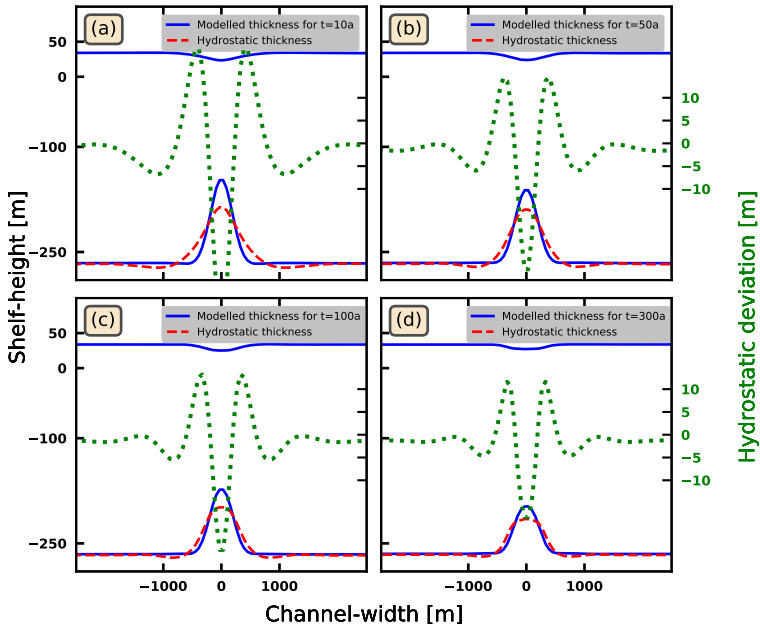 (a)
Modelled thickness for t=10a
Hydrostatic thickness
(b)
Modelled thickness for t=50a
Hydrostatic thickness
50
0
−100
−250
10
5
0
−5
−10
Shelf-height [m]
Hydrostatic deviation [m]
(c)
Modelled thickness for t=100a
Hydrostatic thickness
(d)
Modelled thickness for t=300a
Hydrostatic thickness
50
0
−100
−250
10
5
0
−5
−10
−1000 0 1000
−1000 0 1000
Channel-width [m]